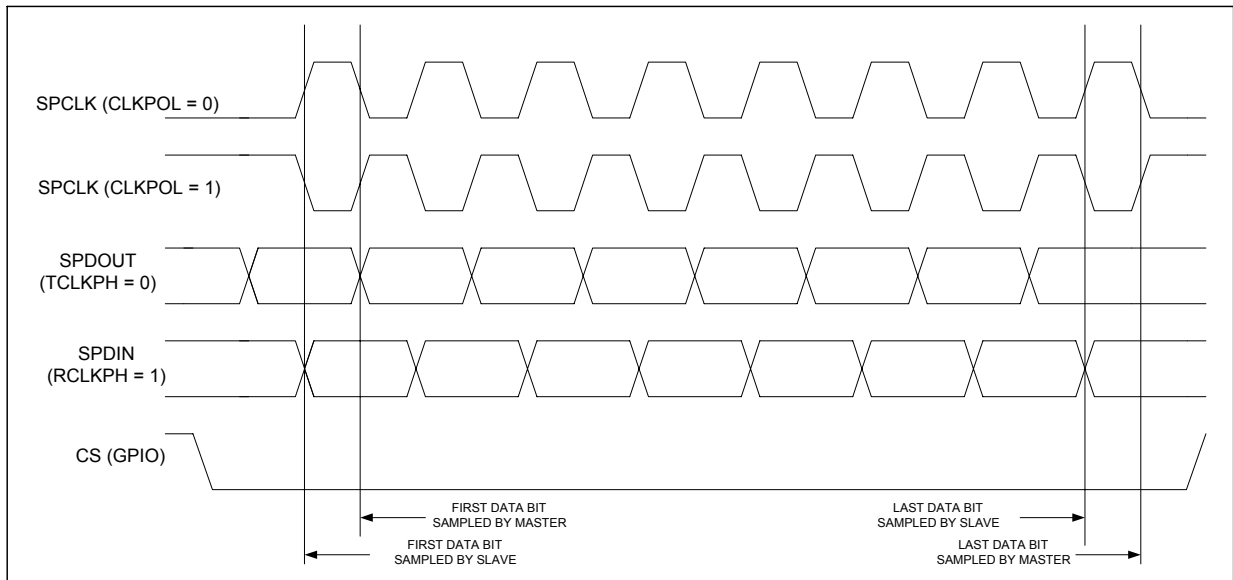 SPCLK (CLKPOL = 0)
SPCLK (CLKPOL = 1)
SPDOUT
(TCLKPH = 0)
SPDIN
(RCLKPH = 1)
CS (GPIO)
FIRST DATA BIT
SAMPLED BY MASTER
LAST DATA BIT
SAMPLED BY SLAVE
FIRST DATA BIT
SAMPLED BY SLAVE
LAST DATA BIT
SAMPLED BY MASTER